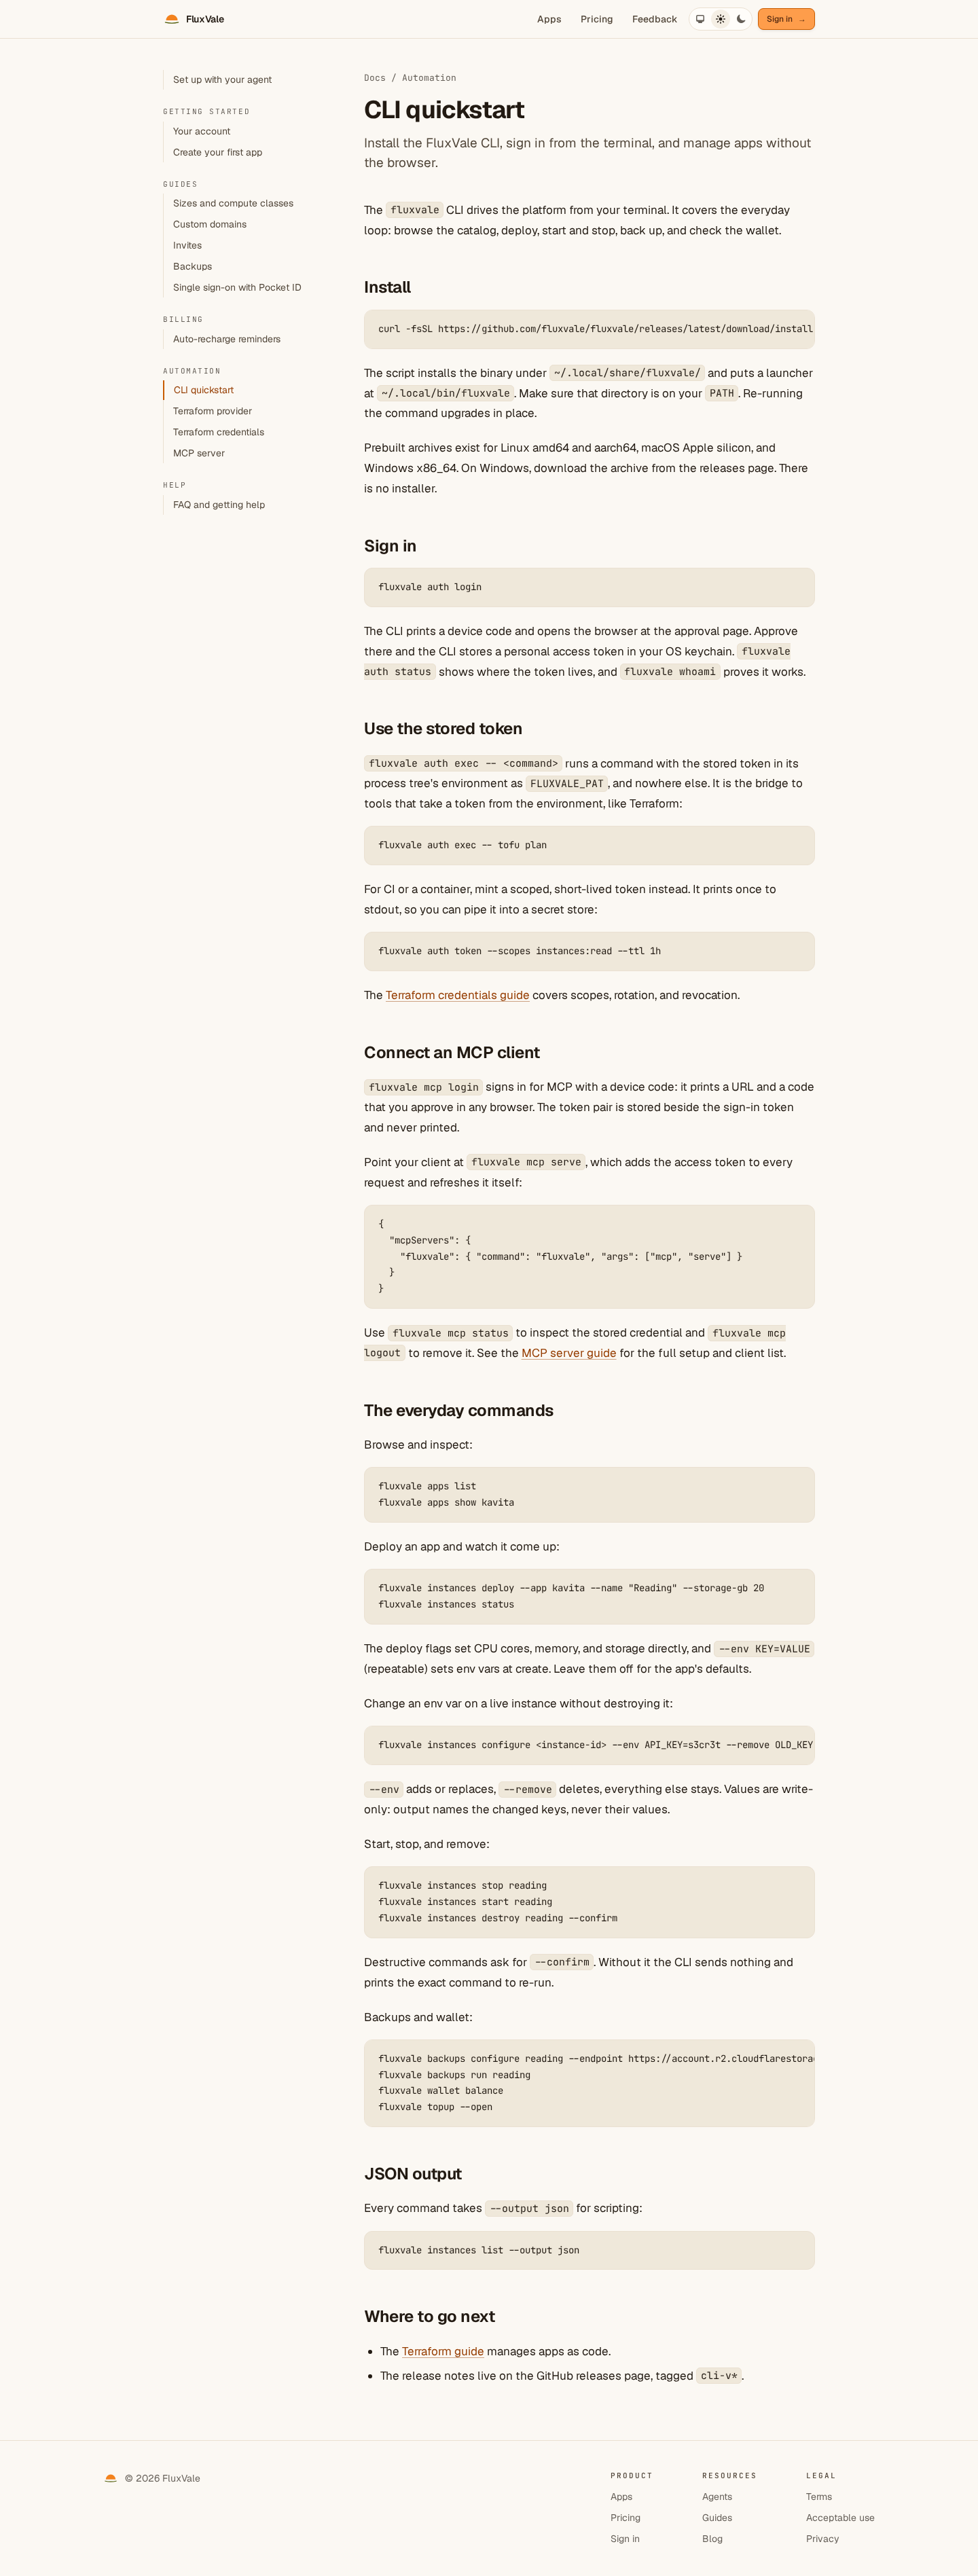 FluxVale
Apps Pricing Feedback Sign in →
Set up with your agent
GETTING STARTED
Your account
Create your first app
GUIDES
Sizes and compute classes
Custom domains
Invites
Backups
Single sign-on with Pocket ID
BILLING
Auto-recharge reminders
AUTOMATION
CLI quickstart
Terraform provider
Terraform credentials
MCP server
HELP
FAQ and getting help
Docs / Automation
CLI quickstart
Install the FluxVale CLI, sign in from the terminal, and manage apps without
the browser.
The fluxvale CLI drives the platform from your terminal. It covers the everyday
loop: browse the catalog, deploy, start and stop, back up, and check the wallet.
Install
curl -fsSL https://github.com/fluxvale/fluxvale/releases/latest/download/install
The script installs the binary under ~/.local/share/fluxvale/ and puts a launcher
at ~/.local/bin/fluxvale. Make sure that directory is on your PATH. Re-running
the command upgrades in place.
Prebuilt archives exist for Linux amd64 and aarch64, macOS Apple silicon, and
Windows x86_64. On Windows, download the archive from the releases page. There
is no installer.
Sign in
fluxvale auth login
The CLI prints a device code and opens the browser at the approval page. Approve
there and the CLI stores a personal access token in your OS keychain. fluxvale
auth status shows where the token lives, and fluxvale whoami proves it works.
Use the stored token
fluxvale auth exec -- <command> runs a command with the stored token in its
process tree's environment as FLUXVALE_PAT, and nowhere else. It is the bridge to
tools that take a token from the environment, like Terraform:
fluxvale auth exec -- tofu plan
For CI or a container, mint a scoped, short-lived token instead. It prints once to
stdout, so you can pipe it into a secret store:
fluxvale auth token --scopes instances:read --ttl 1h
The Terraform credentials guide covers scopes, rotation, and revocation.
Connect an MCP client
fluxvale mcp login signs in for MCP with a device code: it prints a URL and a code
that you approve in any browser. The token pair is stored beside the sign-in token
and never printed.
Point your client at fluxvale mcp serve, which adds the access token to every
request and refreshes it itself:
{
"mcpServers": {
"fluxvale": { "command": "fluxvale", "args": ["mcp", "serve"] }
}
}
Use fluxvale mcp status to inspect the stored credential and fluxvale mcp
logout to remove it. See the MCP server guide for the full setup and client list.
The everyday commands
Browse and inspect:
fluxvale apps list
fluxvale apps show kavita
Deploy an app and watch it come up:
fluxvale instances deploy --app kavita --name "Reading" --storage-gb 20
fluxvale instances status
The deploy flags set CPU cores, memory, and storage directly, and --env KEY=VALUE
(repeatable) sets env vars at create. Leave them off for the app's defaults.
Change an env var on a live instance without destroying it:
fluxvale instances configure <instance-id> --env API_KEY=s3cr3t --remove OLD_KEY
--env adds or replaces, --remove deletes, everything else stays. Values are write-
only: output names the changed keys, never their values.
Start, stop, and remove:
fluxvale instances stop reading
fluxvale instances start reading
fluxvale instances destroy reading --confirm
Destructive commands ask for --confirm. Without it the CLI sends nothing and
prints the exact command to re-run.
Backups and wallet:
fluxvale backups configure reading --endpoint https://account.r2.cloudflarestorag
fluxvale backups run reading
fluxvale wallet balance
fluxvale topup --open
JSON output
Every command takes --output json for scripting:
fluxvale instances list --output json
Where to go next
• The Terraform guide manages apps as code.
• The release notes live on the GitHub releases page, tagged cli-v*.
© 2026 FluxVale
PRODUCT RESOURCES LEGAL
Apps Agents Terms
Pricing Guides Acceptable use
Sign in Blog Privacy